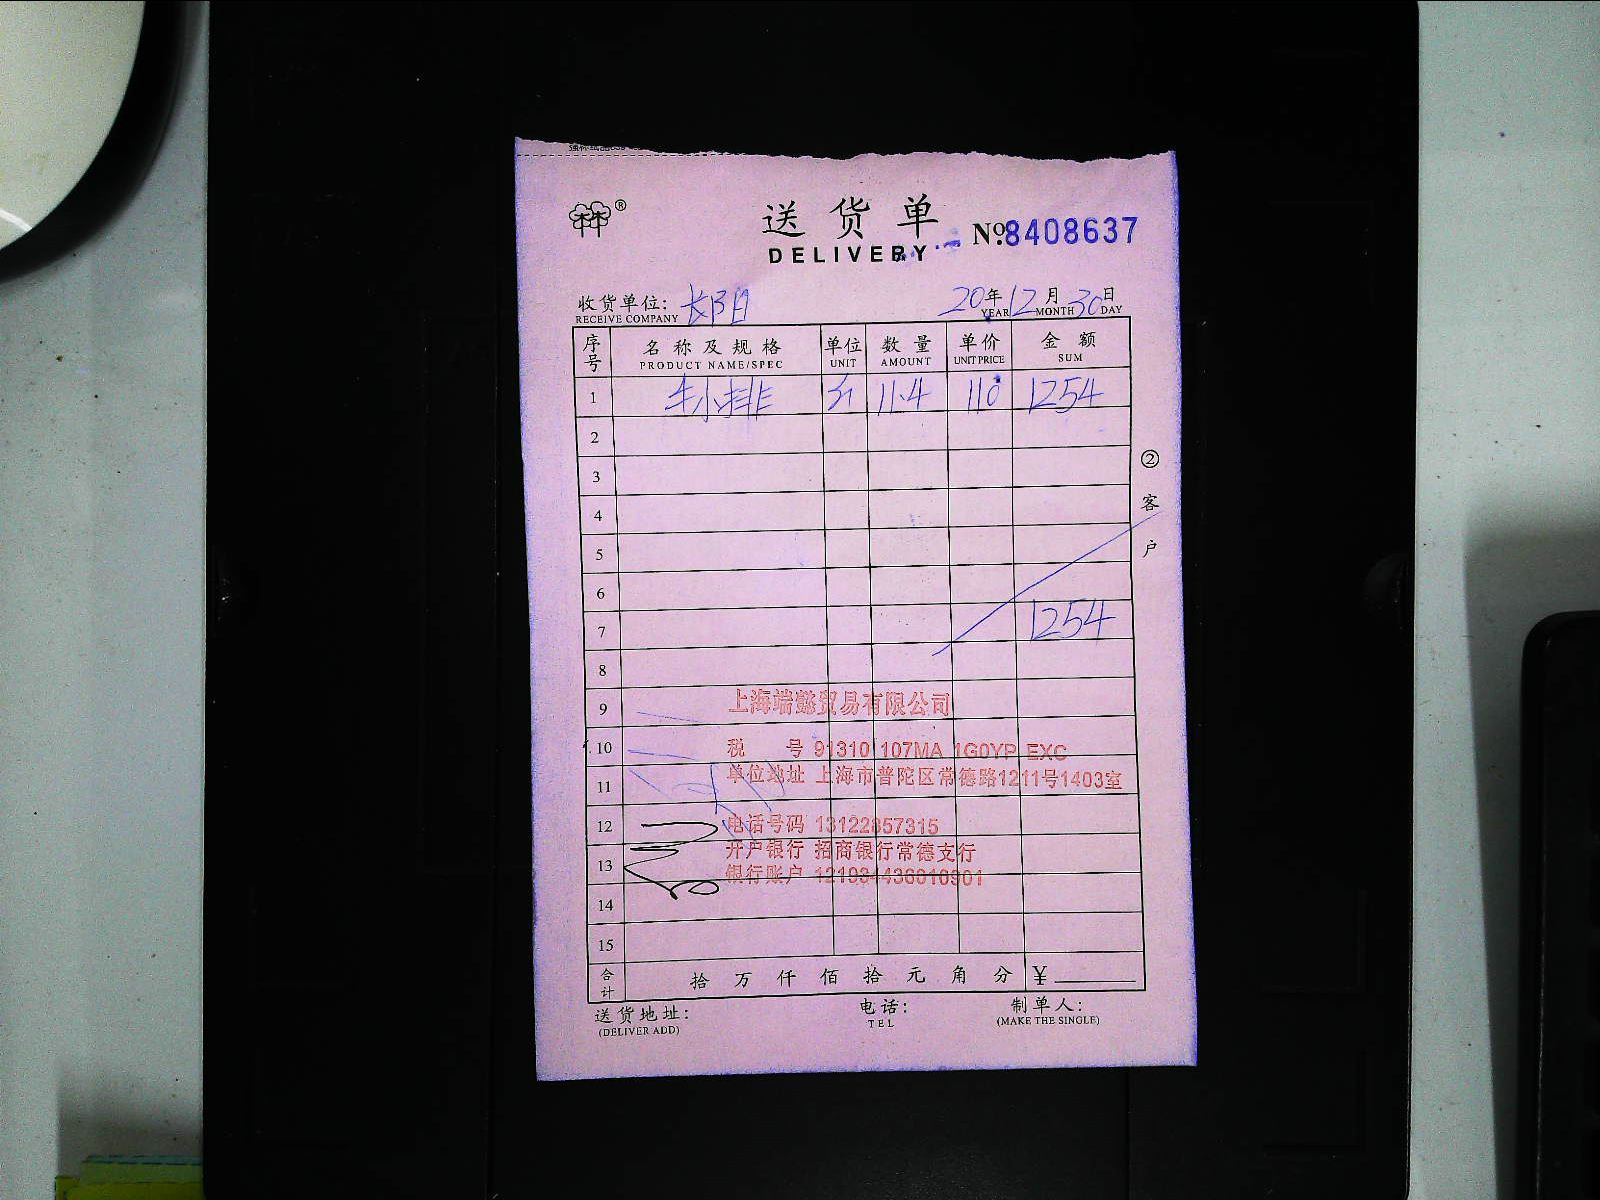 送货单
DELIVERY
№8408637
收货单位: 长阳
RECEIVE COMPANY
20年12月30日
YEAR MONTH DAY
序号 名称及规格 单位 数量 单价 金额
PRODUCT NAME/SPEC UNIT AMOUNT UNIT PRICE SUM
1 牛小排 斤 11.4 110 1254
2
3
4
5
6
7 1254
8
9
10
11
12
13
14
15
②客户
上海端懿贸易有限公司
税 号 91310 107MA 1G0YP EXC
单位地址 上海市普陀区常德路1211号1403室
电话号码 13122857315
开户银行 招商银行常德支行
银行账户 121934436010901
合计 拾万仟佰拾元角分 ¥
送货地址: 电话: 制单人:
(DELIVER ADD) TEL (MAKE THE SINGLE)